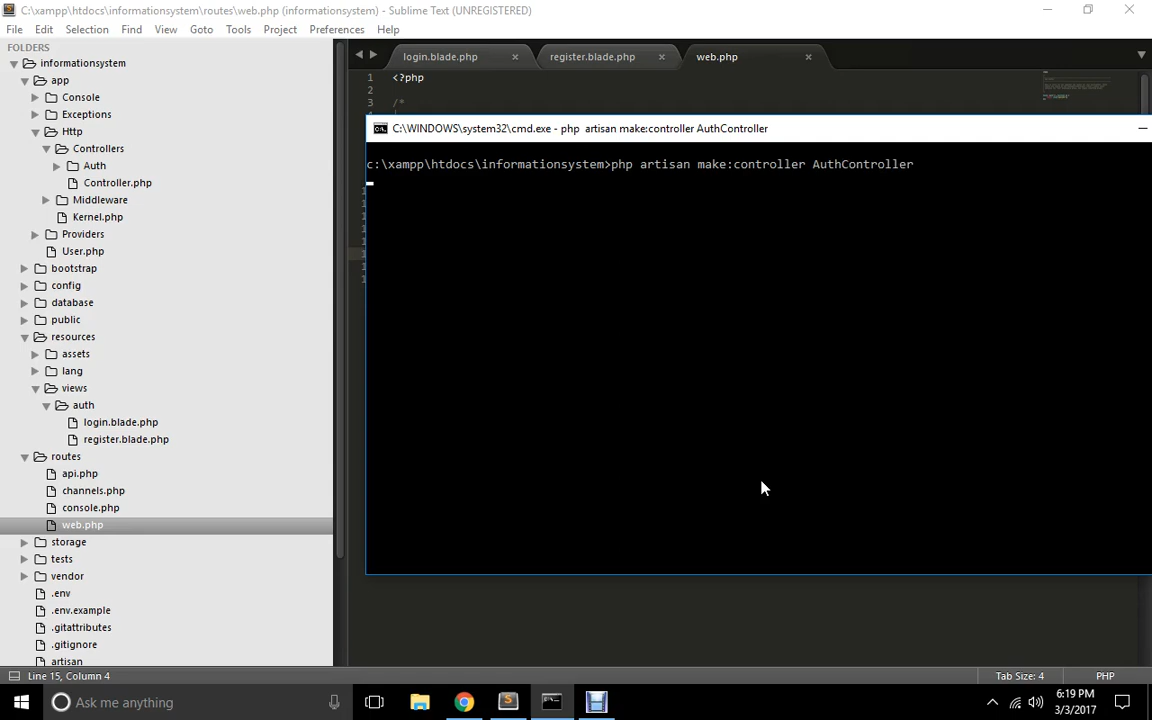 C:\xampp\htdocs\informationsystem\routes\web.php (informationsystem) - Sublime Text (UNREGISTERED)
File Edit Selection Find View Goto Tools Project Preferences Help
FOLDERS
informationsystem
app
Console
Exceptions
Http
Controllers
Auth
Controller.php
Middleware
Kernel.php
Providers
User.php
bootstrap
config
database
public
resources
assets
lang
views
auth
login.blade.php
register.blade.php
routes
api.php
channels.php
console.php
web.php
storage
tests
vendor
.env
.env.example
.gitattributes
.gitignore
artisan
login.blade.php register.blade.php web.php
1 <?php
2
3 /*
C:\WINDOWS\system32\cmd.exe - php artisan make:controller AuthController
c:\xampp\htdocs\informationsystem>php artisan make:controller AuthController
Line 15, Column 4 Tab Size: 4 PHP
Ask me anything
6:19 PM
3/3/2017